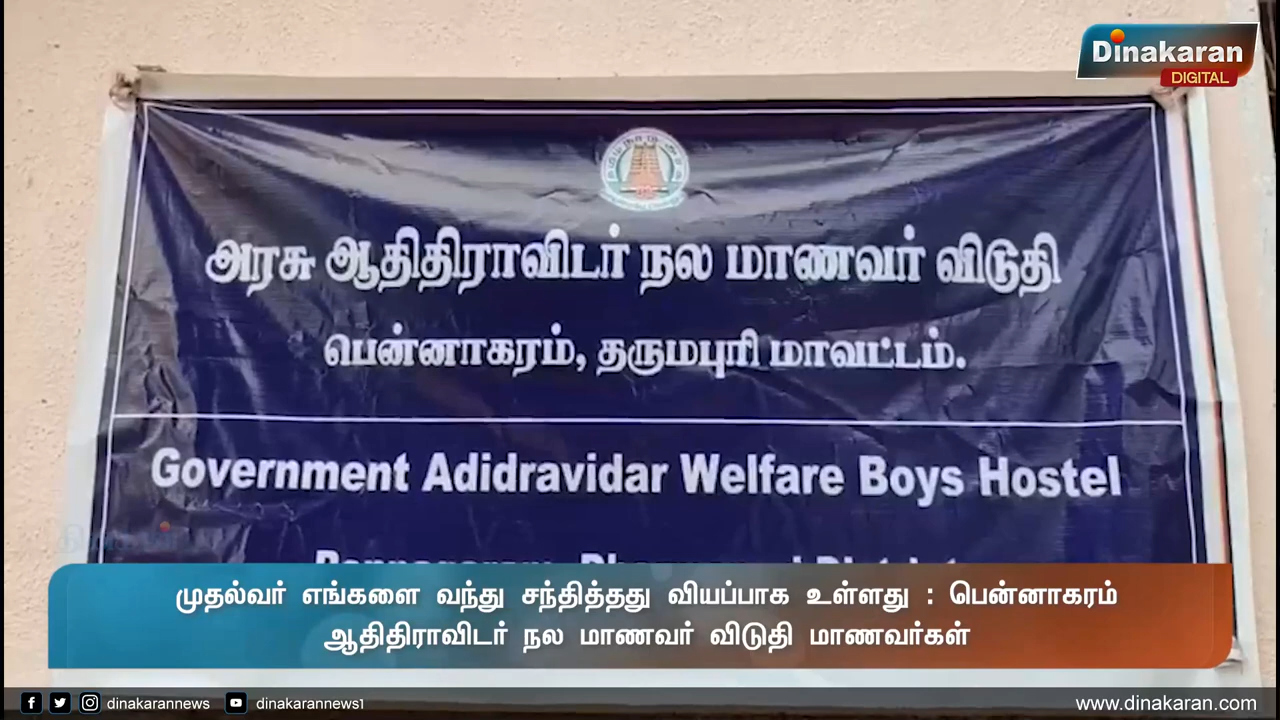 Dinakaran
DIGITAL
அரசு ஆதிதிராவிடர் நல மாணவர் விடுதி
பென்னாகரம், தருமபுரி மாவட்டம்.
Government Adidravidar Welfare Boys Hostel
முதல்வர் எங்களை வந்து சந்தித்தது வியப்பாக உள்ளது : பென்னாகரம்
ஆதிதிராவிடர் நல மாணவர் விடுதி மாணவர்கள்
dinakarannews dinakarannews1 www.dinakaran.com